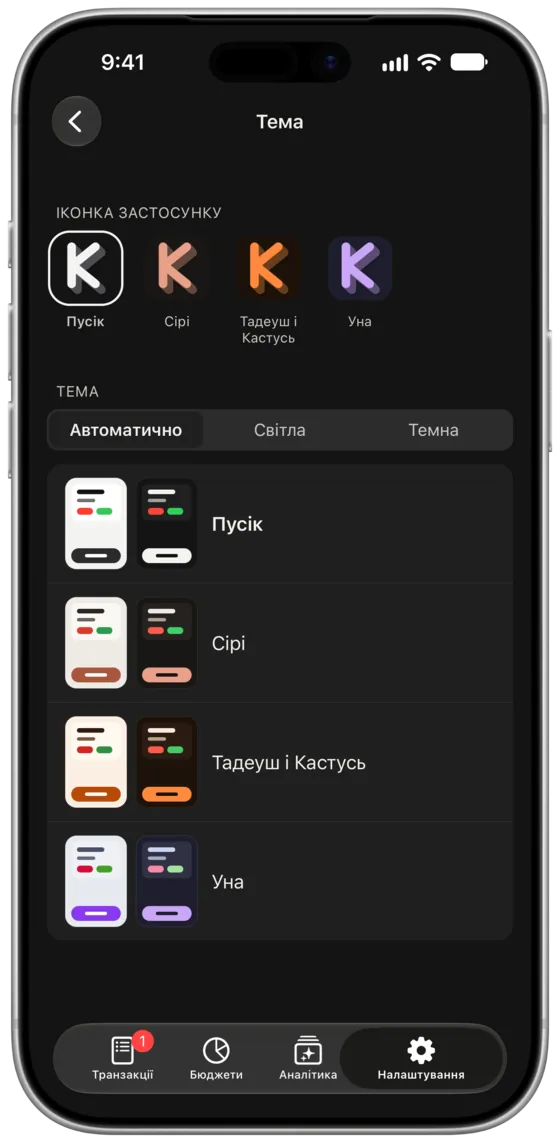 9:41
Тема
ІКОНКА ЗАСТОСУНКУ
K K K K
Пусік Сірі Тадеуш і Уна
Кастусь
ТЕМА
Автоматично Світла Темна
Пусік
Сірі
Тадеуш і Кастусь
Уна
1
Транзакції Бюджети Аналітика Налаштування